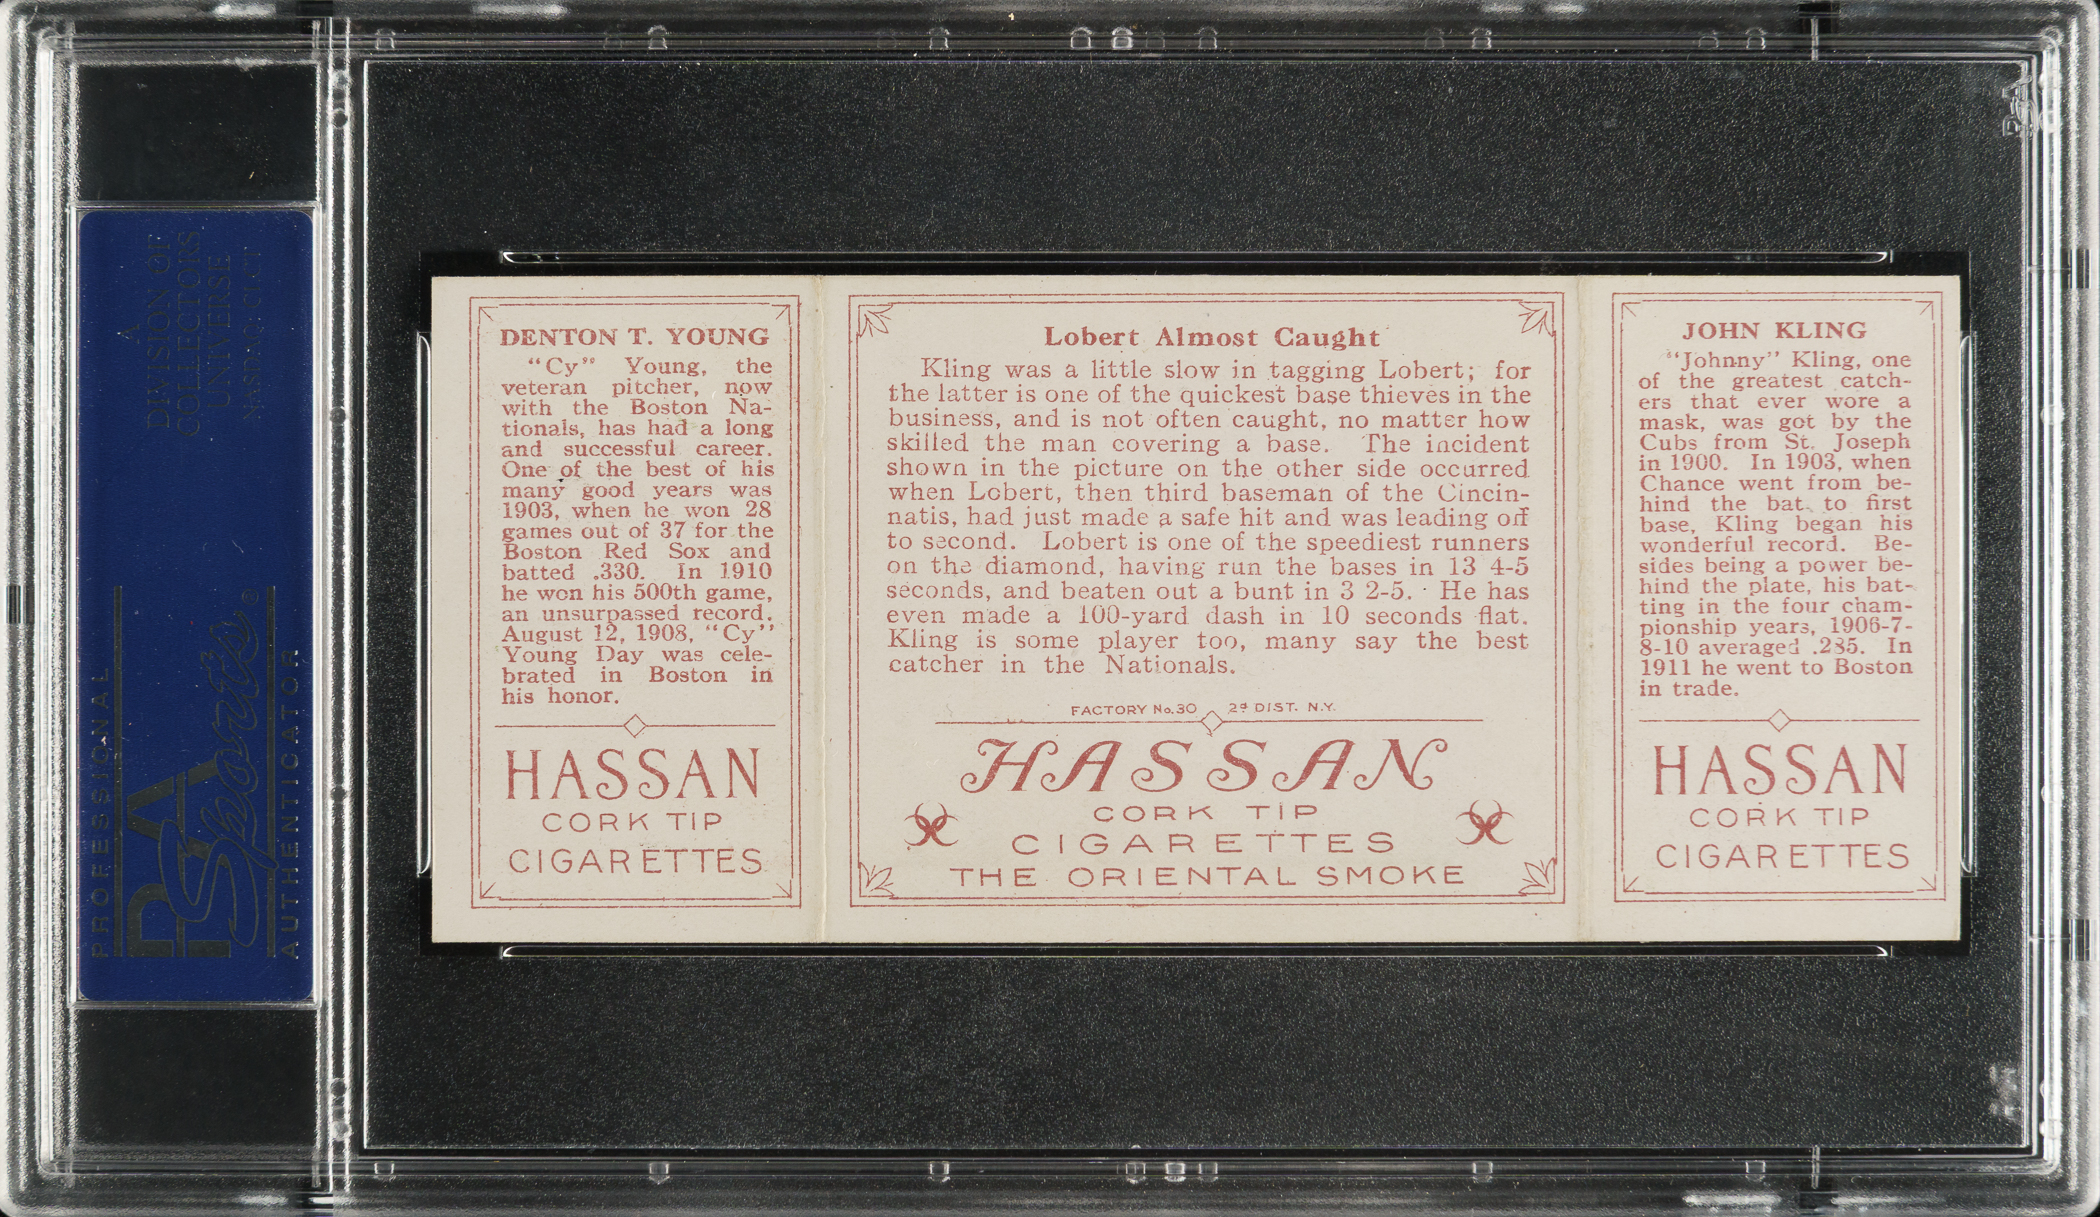 A
DIVISION OF
COLLECTORS
UNIVERSE
NASDAQ: CLCT
PROFESSIONAL
PSA
Sports®
AUTHENTICATOR
DENTON T. YOUNG
"Cy" Young, the
veteran pitcher, now
with the Boston Na-
tionals, has had a long
and successful career.
One of the best of his
many good years was
1903, when he won 28
games out of 37 for the
Boston Red Sox and
batted .330. In 1910
he won his 500th game,
an unsurpassed record.
August 12, 1908, "Cy"
Young Day was cele-
brated in Boston in
his honor.
HASSAN
CORK TIP
CIGARETTES
Lobert Almost Caught
Kling was a little slow in tagging Lobert; for
the latter is one of the quickest base thieves in the
business, and is not often caught, no matter how
skilled the man covering a base. The incident
shown in the picture on the other side occurred
when Lobert, then third baseman of the Cincin-
natis, had just made a safe hit and was leading off
to second. Lobert is one of the speediest runners
on the diamond, having run the bases in 13 4-5
seconds, and beaten out a bunt in 3 2-5. He has
even made a 100-yard dash in 10 seconds flat.
Kling is some player too, many say the best
catcher in the Nationals.
FACTORY No. 30 2d DIST. N.Y.
HASSAN
CORK TIP
CIGARETTES
THE ORIENTAL SMOKE
JOHN KLING
"Johnny" Kling, one
of the greatest catch-
ers that ever wore a
mask, was got by the
Cubs from St. Joseph
in 1900. In 1903, when
Chance went from be-
hind the bat to first
base, Kling began his
wonderful record. Be-
sides being a power be-
hind the plate, his bat-
ting in the four cham-
pionship years, 1906-7-
8-10 averaged .285. In
1911 he went to Boston
in trade.
HASSAN
CORK TIP
CIGARETTES
PSA